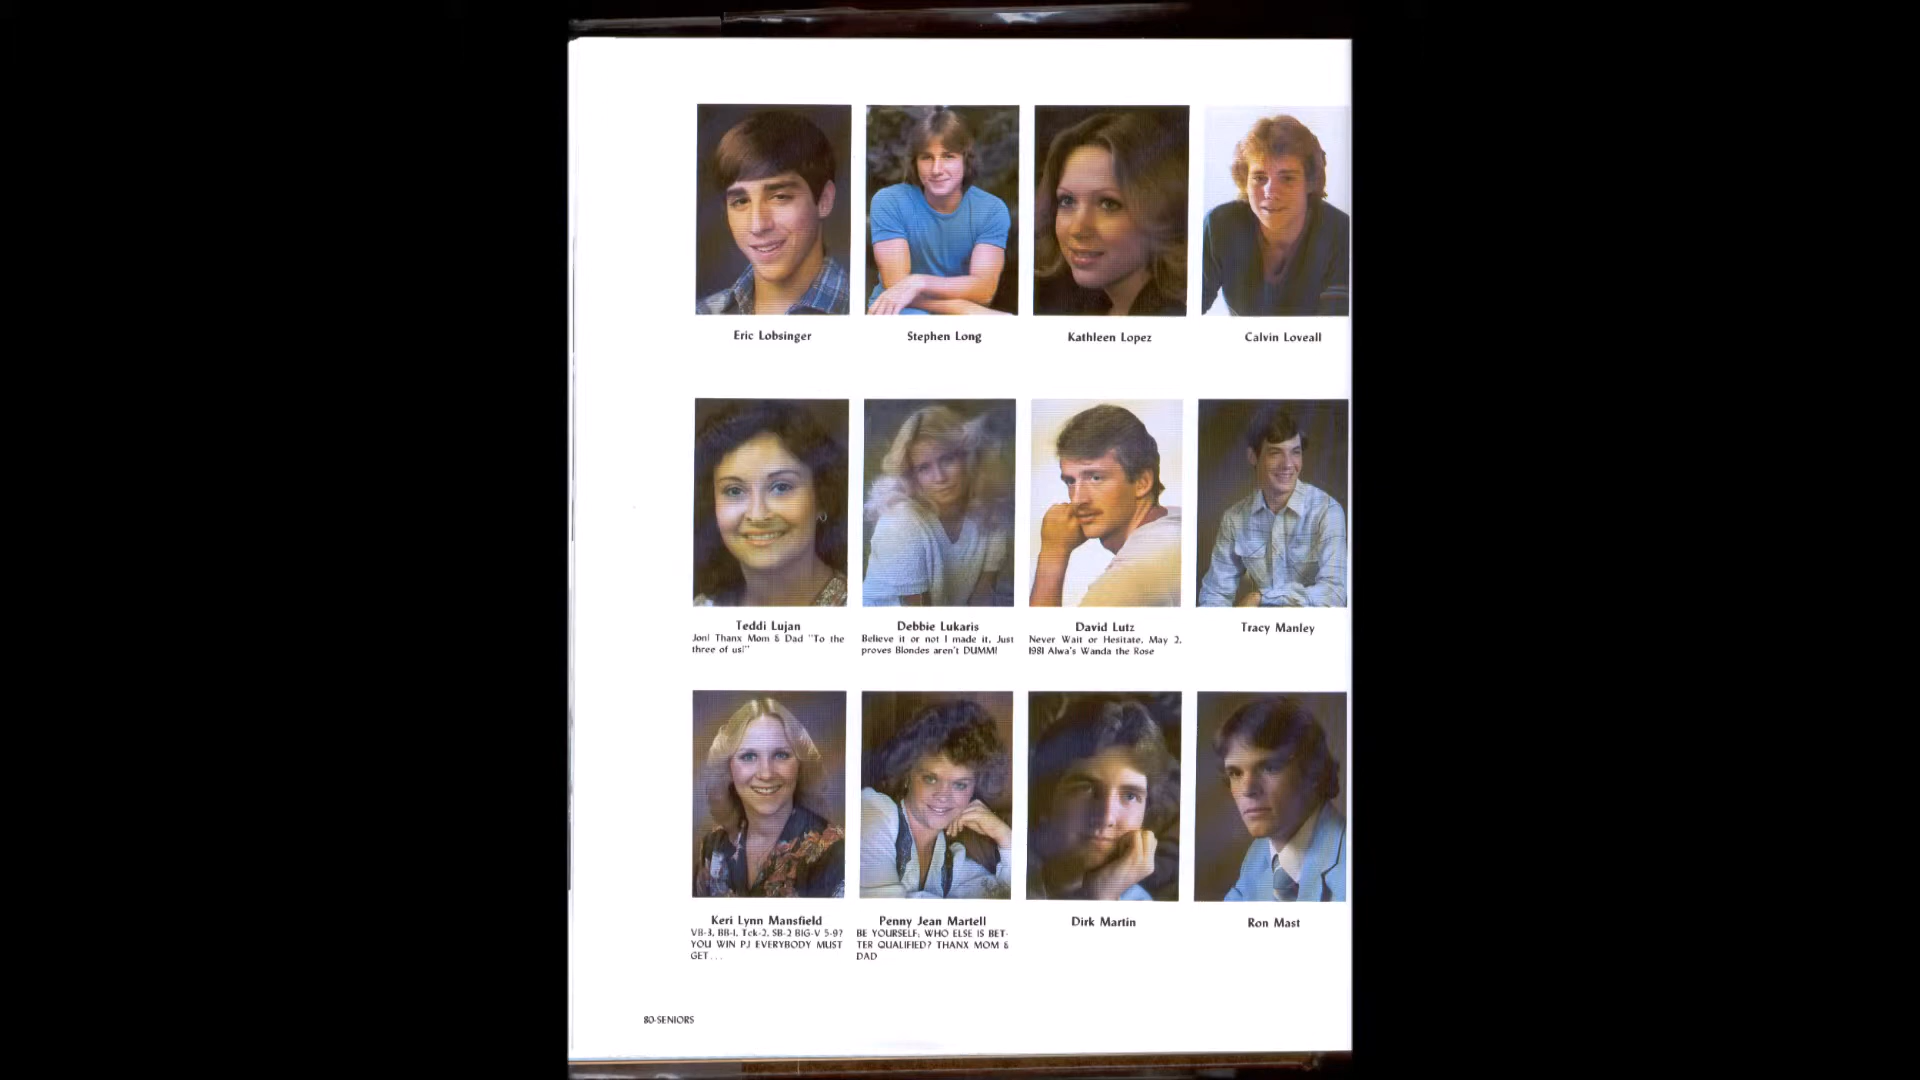 Eric Lobsinger
Stephen Long
Kathleen Lopez
Calvin Loveall
Teddi Lujan
Jon! Thanx Mom & Dad "To the
three of us!"
Debbie Lukaris
Believe it or not I made it, Just
proves Blondes aren't DUMM!
David Lutz
Never Wait or Hesitate, May 2,
1981 Alwa's Wanda the Rose
Tracy Manley
Keri Lynn Mansfield
VB-3, BB-1, Tck-2, SB-2 BIG-V 5-9?
YOU WIN PJ EVERYBODY MUST
GET...
Penny Jean Martell
BE YOURSELF, WHO ELSE IS BET-
TER QUALIFIED? THANX MOM &
DAD
Dirk Martin
Ron Mast
80-SENIORS